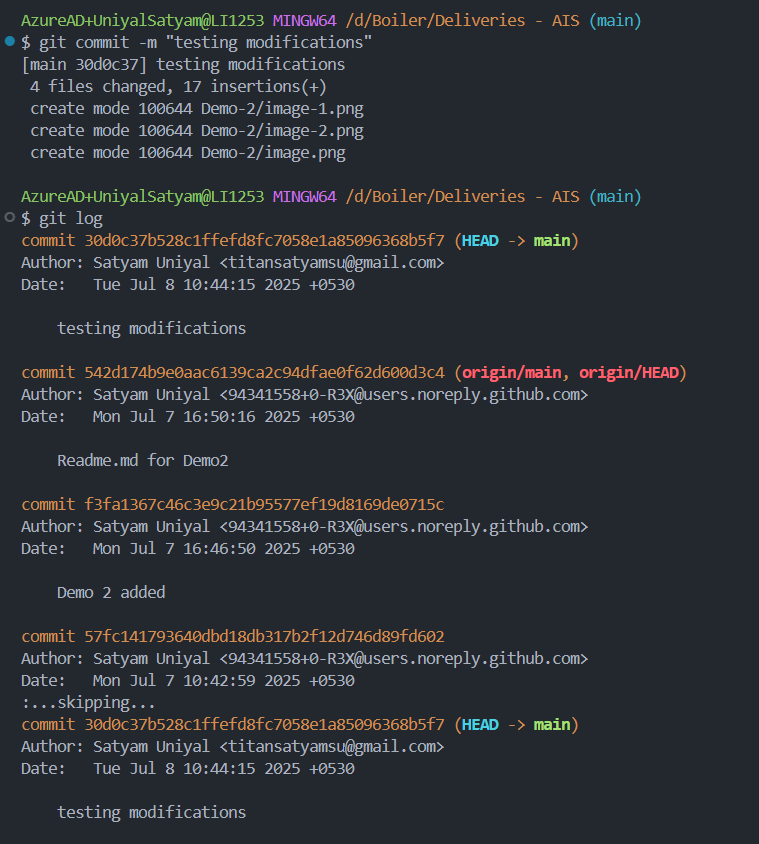 AzureAD+UniyalSatyam@LI1253 MINGW64 /d/Boiler/Deliveries - AIS (main)
$ git commit -m "testing modifications"
[main 30d0c37] testing modifications
 4 files changed, 17 insertions(+)
 create mode 100644 Demo-2/image-1.png
 create mode 100644 Demo-2/image-2.png
 create mode 100644 Demo-2/image.png

AzureAD+UniyalSatyam@LI1253 MINGW64 /d/Boiler/Deliveries - AIS (main)
$ git log
commit 30d0c37b528c1ffefd8fc7058e1a85096368b5f7 (HEAD -> main)
Author: Satyam Uniyal <titansatyamsu@gmail.com>
Date:   Tue Jul 8 10:44:15 2025 +0530

    testing modifications

commit 542d174b9e0aac6139ca2c94dfae0f62d600d3c4 (origin/main, origin/HEAD)
Author: Satyam Uniyal <94341558+0-R3X@users.noreply.github.com>
Date:   Mon Jul 7 16:50:16 2025 +0530

    Readme.md for Demo2

commit f3fa1367c46c3e9c21b95577ef19d8169de0715c
Author: Satyam Uniyal <94341558+0-R3X@users.noreply.github.com>
Date:   Mon Jul 7 16:46:50 2025 +0530

    Demo 2 added

commit 57fc141793640dbd18db317b2f12d746d89fd602
Author: Satyam Uniyal <94341558+0-R3X@users.noreply.github.com>
Date:   Mon Jul 7 10:42:59 2025 +0530
:...skipping...
commit 30d0c37b528c1ffefd8fc7058e1a85096368b5f7 (HEAD -> main)
Author: Satyam Uniyal <titansatyamsu@gmail.com>
Date:   Tue Jul 8 10:44:15 2025 +0530

    testing modifications